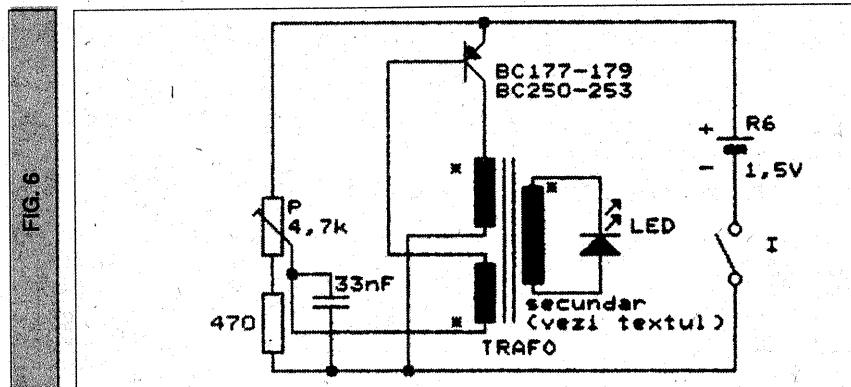 FIG. 6
BC177-179
BC250-253
+
R6
-
1,5V
*
*
P
4,7k
LED
I
33nF
470
*
secundar
(vezi textul)
TRAFO